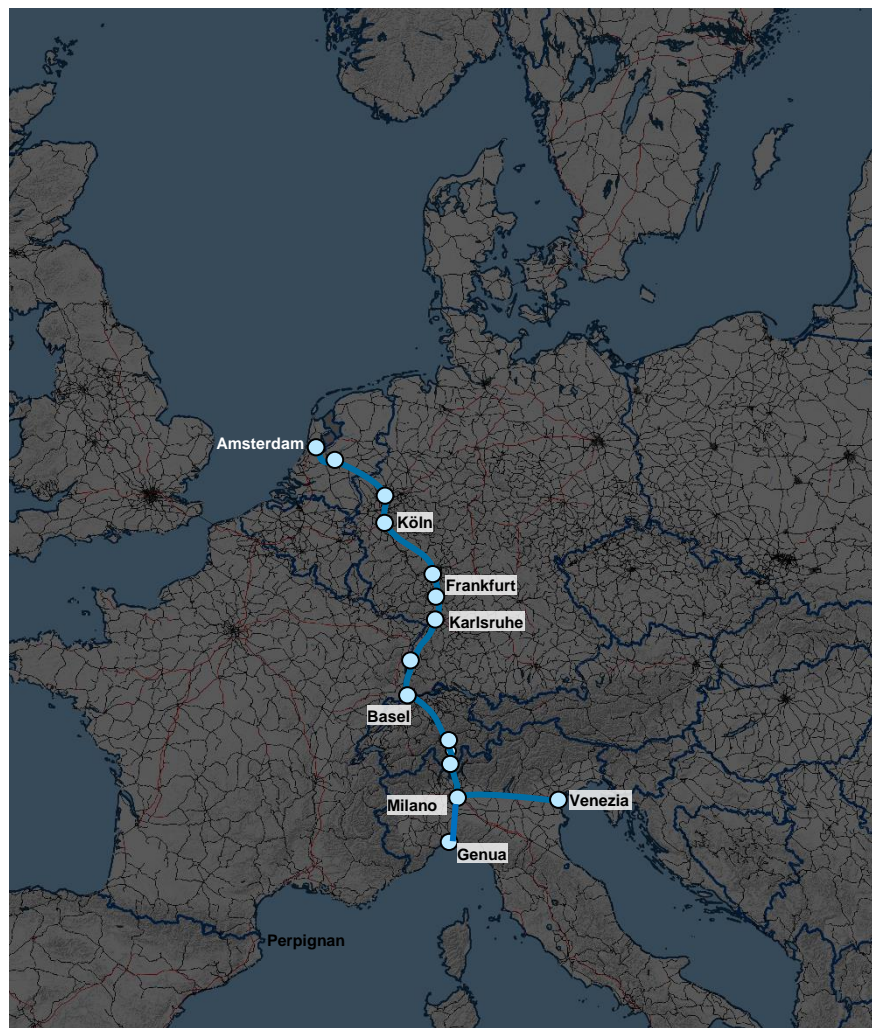 Amsterdam
Köln
Frankfurt
Karlsruhe
Basel
Milano
Venezia
Genua
Perpignan